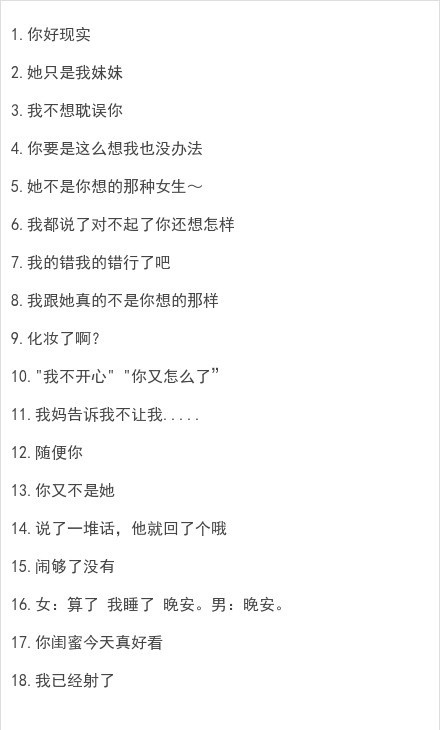 1.你好现实
2.她只是我妹妹
3.我不想耽误你
4.你要是这么想我也没办法
5.她不是你想的那种女生～
6.我都说了对不起了你还想怎样
7.我的错我的错行了吧
8.我跟她真的不是你想的那样
9.化妆了啊?
10."我不开心" "你又怎么了”
11.我妈告诉我不让我.....
12.随便你
13.你又不是她
14.说了一堆话，他就回了个哦
15.闹够了没有
16.女：算了 我睡了 晚安。男：晚安。
17.你闺蜜今天真好看
18.我已经射了